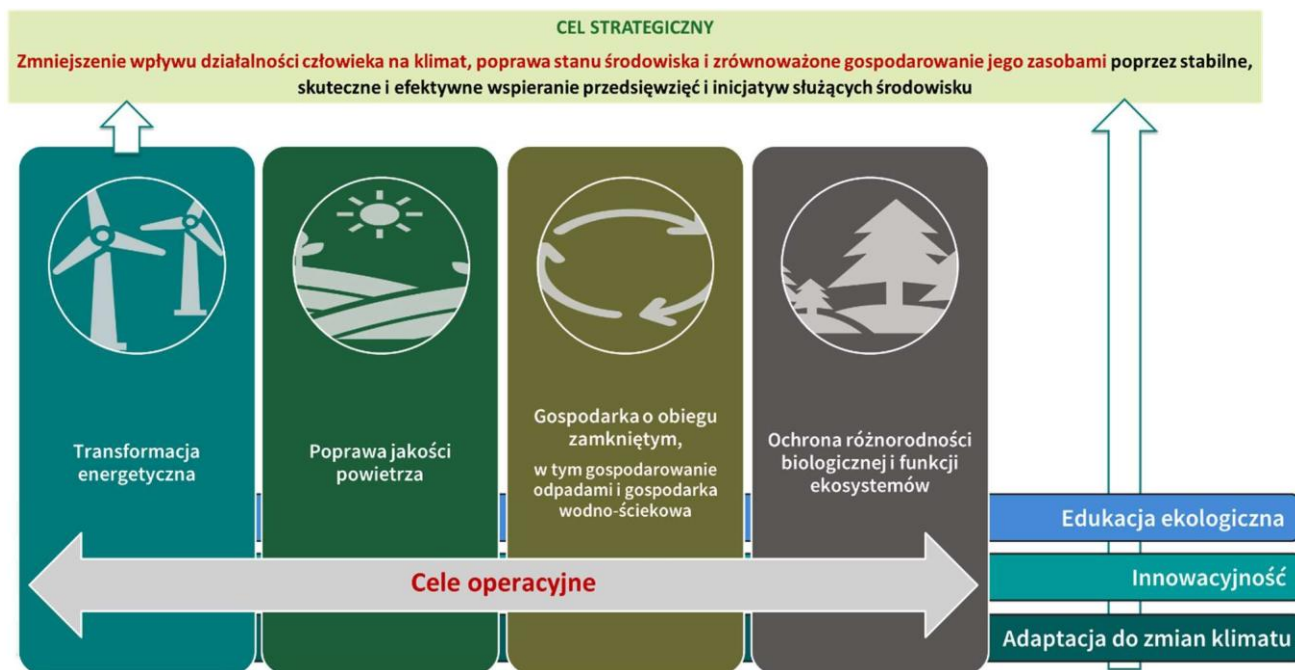 CEL STRATEGICZNY
Zmniejszenie wpływu działalności człowieka na klimat, poprawa stanu środowiska i zrównoważone gospodarowanie jego zasobami poprzez stabilne,
skuteczne i efektywne wspieranie przedsięwzięć i inicjatyw służących środowisku
Transformacja
energetyczna
Poprawa jakości
powietrza
Gospodarka o obiegu
zamkniętym,
w tym gospodarowanie
odpadami i gospodarka
wodno-ściekowa
Ochrona różnorodności
biologicznej i funkcji
ekosystemów
Edukacja ekologiczna
Cele operacyjne
Innowacyjność
Adaptacja do zmian klimatu